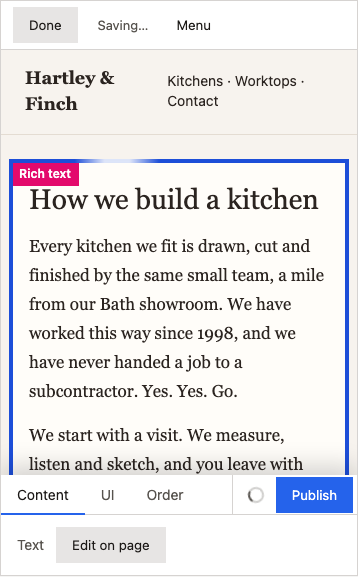 Done Saving... Menu
Hartley &
Finch
Kitchens · Worktops ·
Contact
Rich text
How we build a kitchen
Every kitchen we fit is drawn, cut and
finished by the same small team, a mile
from our Bath showroom. We have
worked this way since 1998, and we
have never handed a job to a
subcontractor. Yes. Yes. Go.
We start with a visit. We measure,
listen and sketch, and you leave with
Content UI Order Publish
Text Edit on page